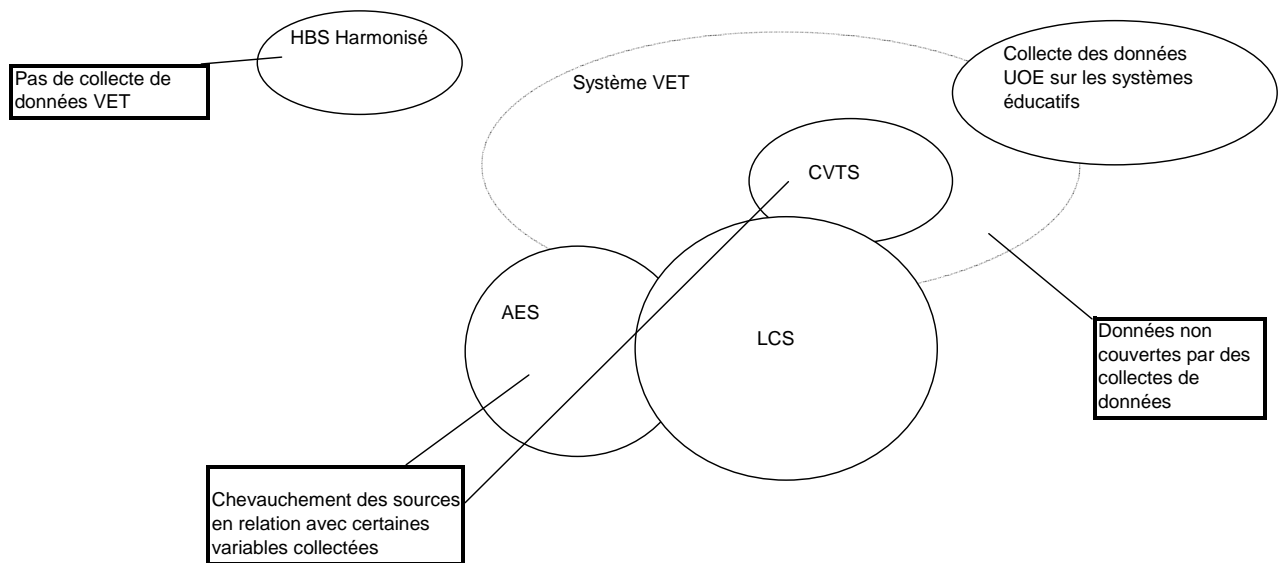 HBS Harmonisé
Pas de collecte de
données VET
Système VET
Collecte des données
UOE sur les systèmes
éducatifs
CVTS
AES
LCS
Données non
couvertes par des
collectes de
données
Chevauchement des sources
en relation avec certaines
variables collectées